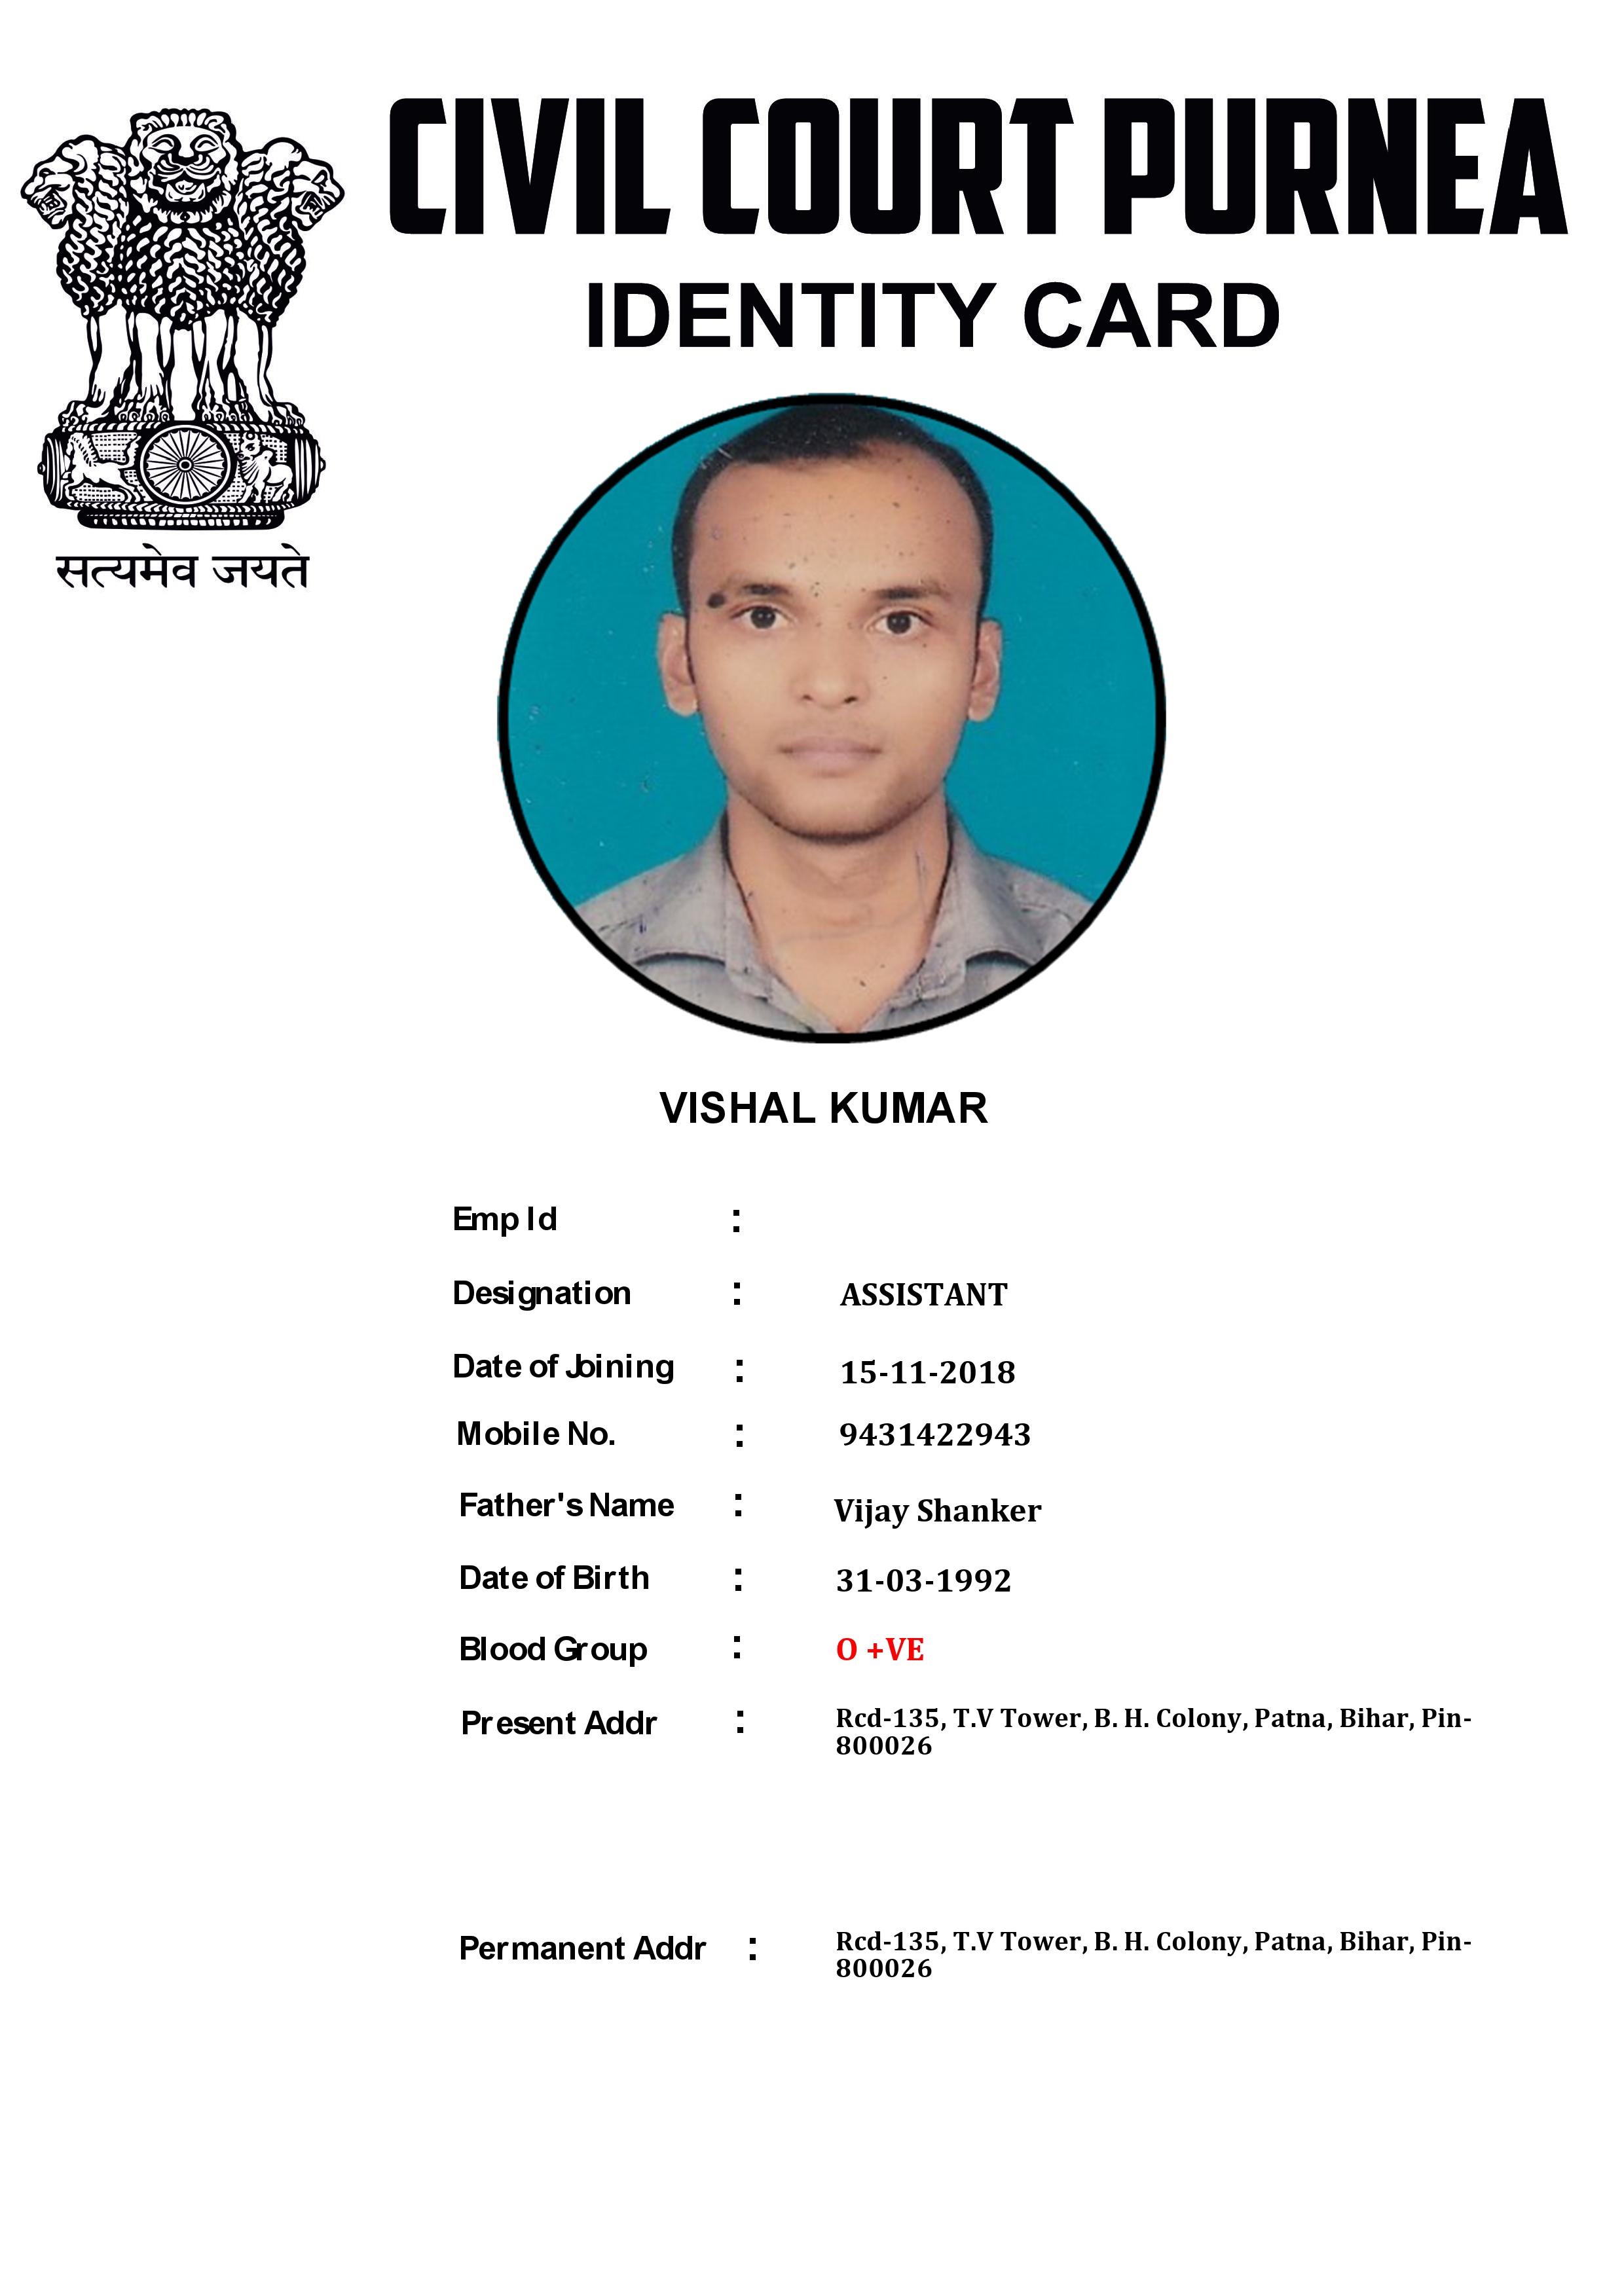 CIVIL COURT PURNEA
IDENTITY CARD
सत्यमेव जयते
VISHAL KUMAR
Emp Id :
Designation : ASSISTANT
Date of Joining : 15-11-2018
Mobile No. : 9431422943
Father's Name : Vijay Shanker
Date of Birth : 31-03-1992
Blood Group : O +VE
Present Addr : Rcd-135, T.V Tower, B. H. Colony, Patna, Bihar, Pin-
800026
Permanent Addr : Rcd-135, T.V Tower, B. H. Colony, Patna, Bihar, Pin-
800026